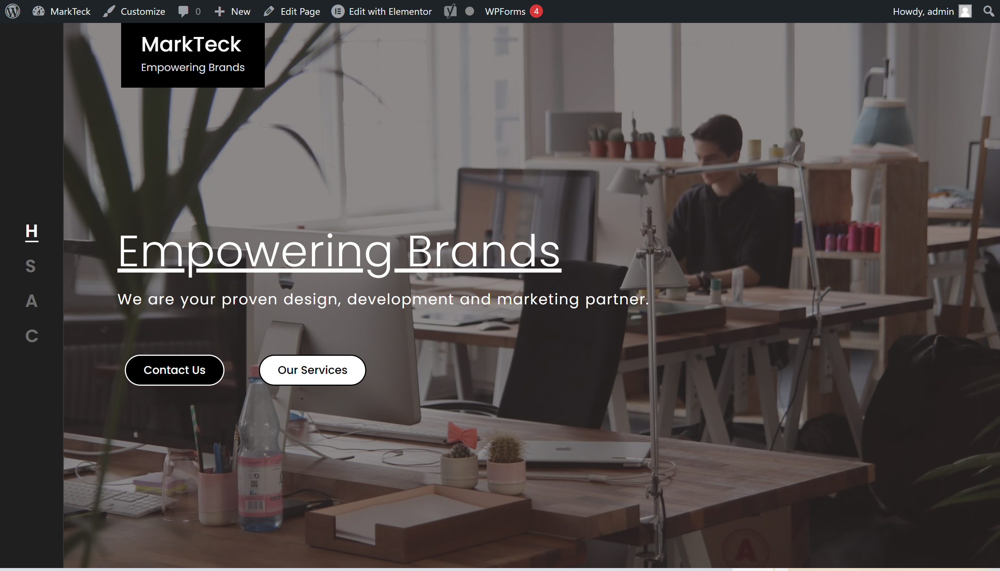 MarkTeck Customize 0 New Edit Page Edit with Elementor WPForms 4 Howdy, admin
MarkTeck
Empowering Brands
H
S
A
C
Empowering Brands
We are your proven design, development and marketing partner.
Contact Us Our Services
A